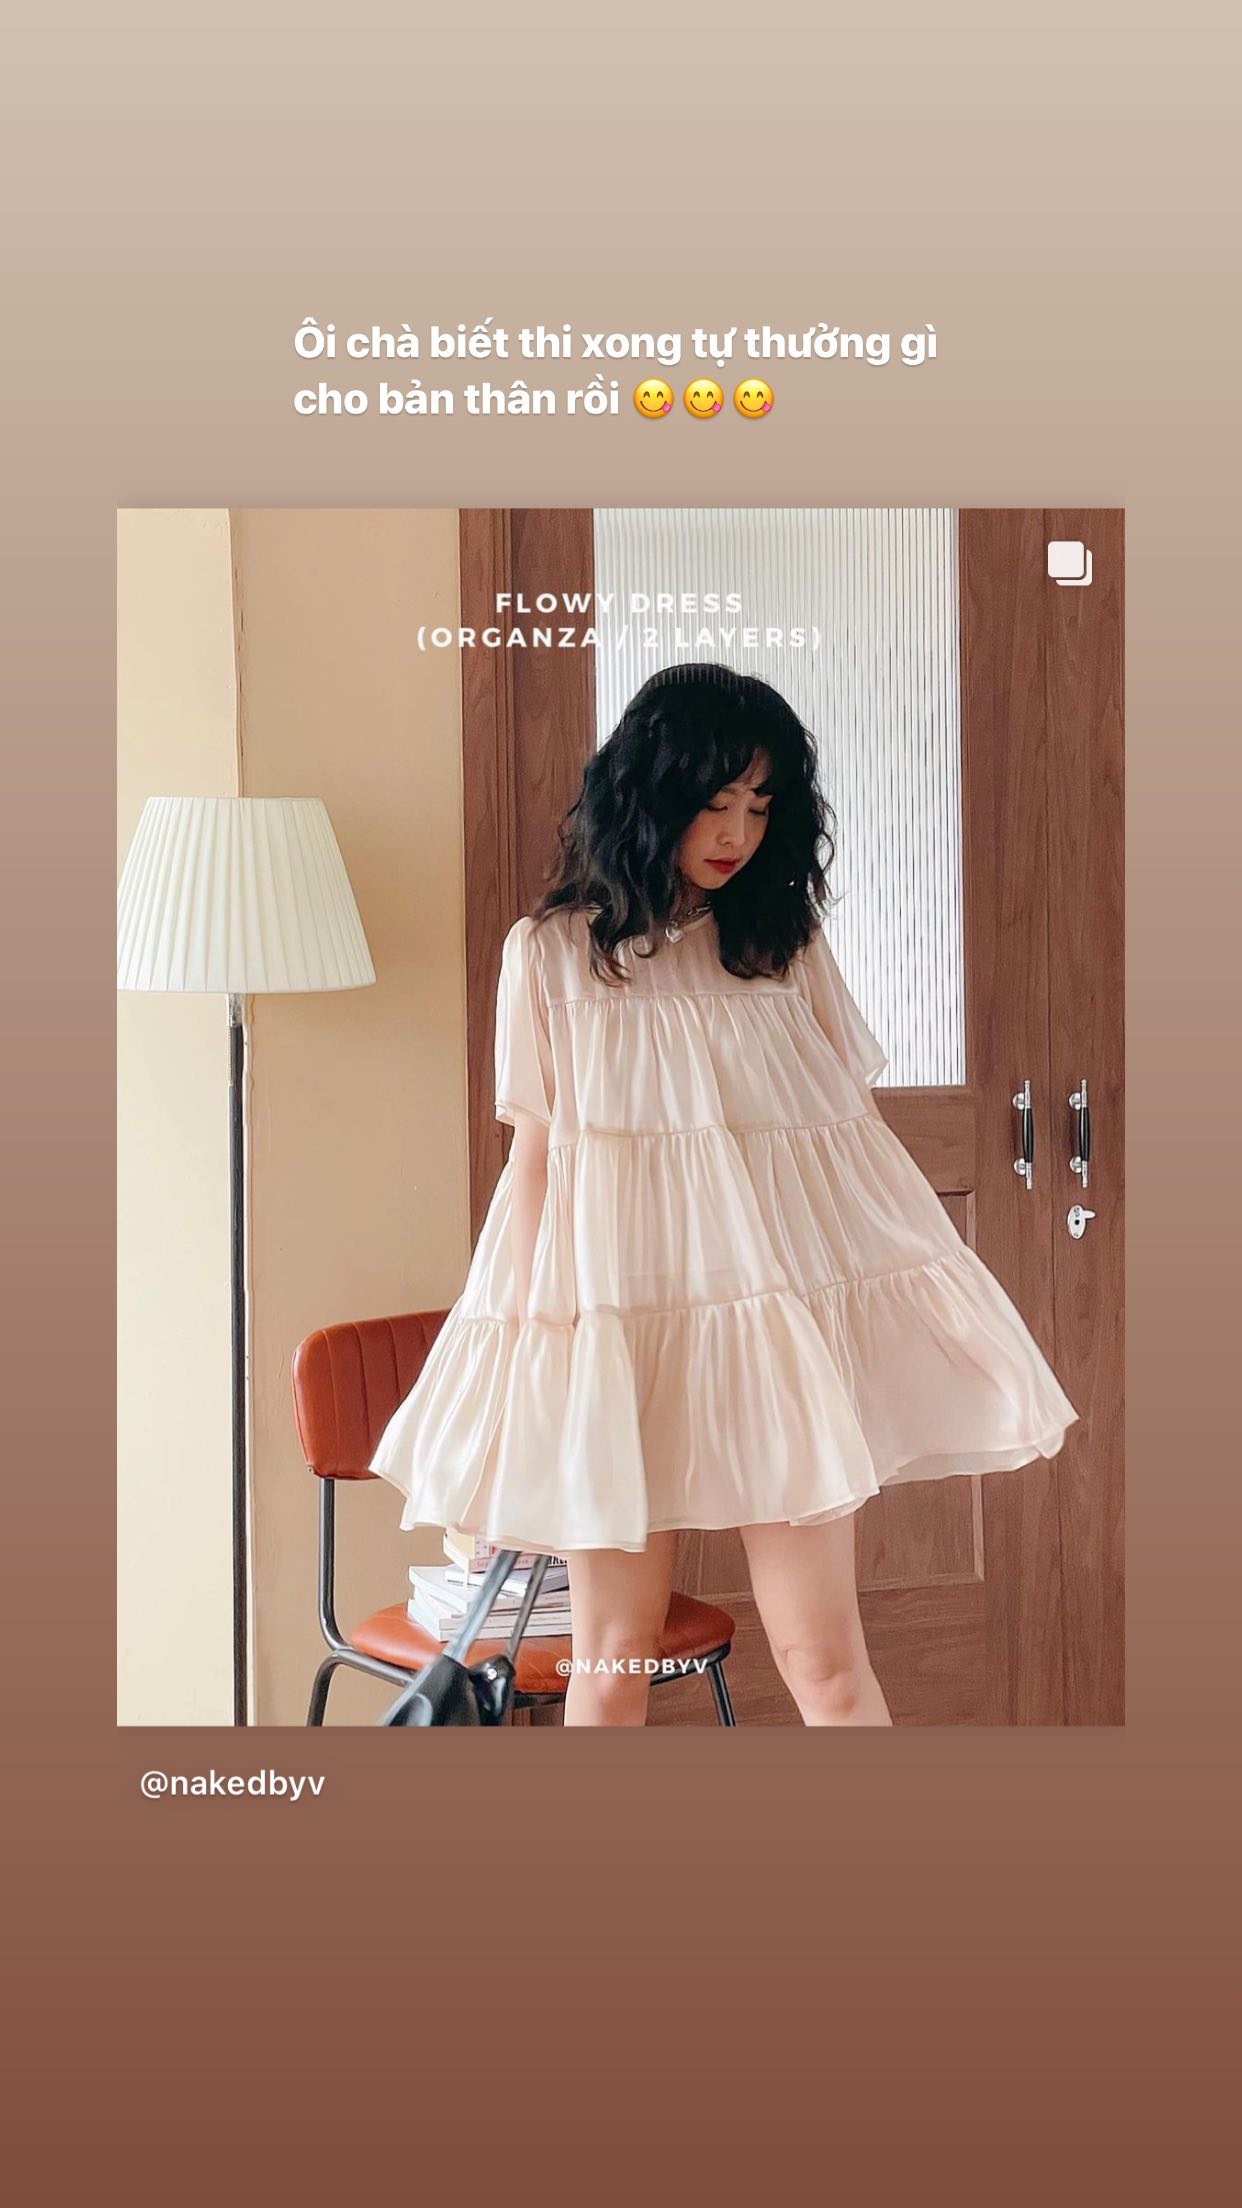 Ôi chà biết thi xong tự thưởng gì
cho bản thân rồi 😋😋😋
FLOWY DRESS
(ORGANZA / 2 LAYERS)
@NAKEDBYV
@nakedbyv